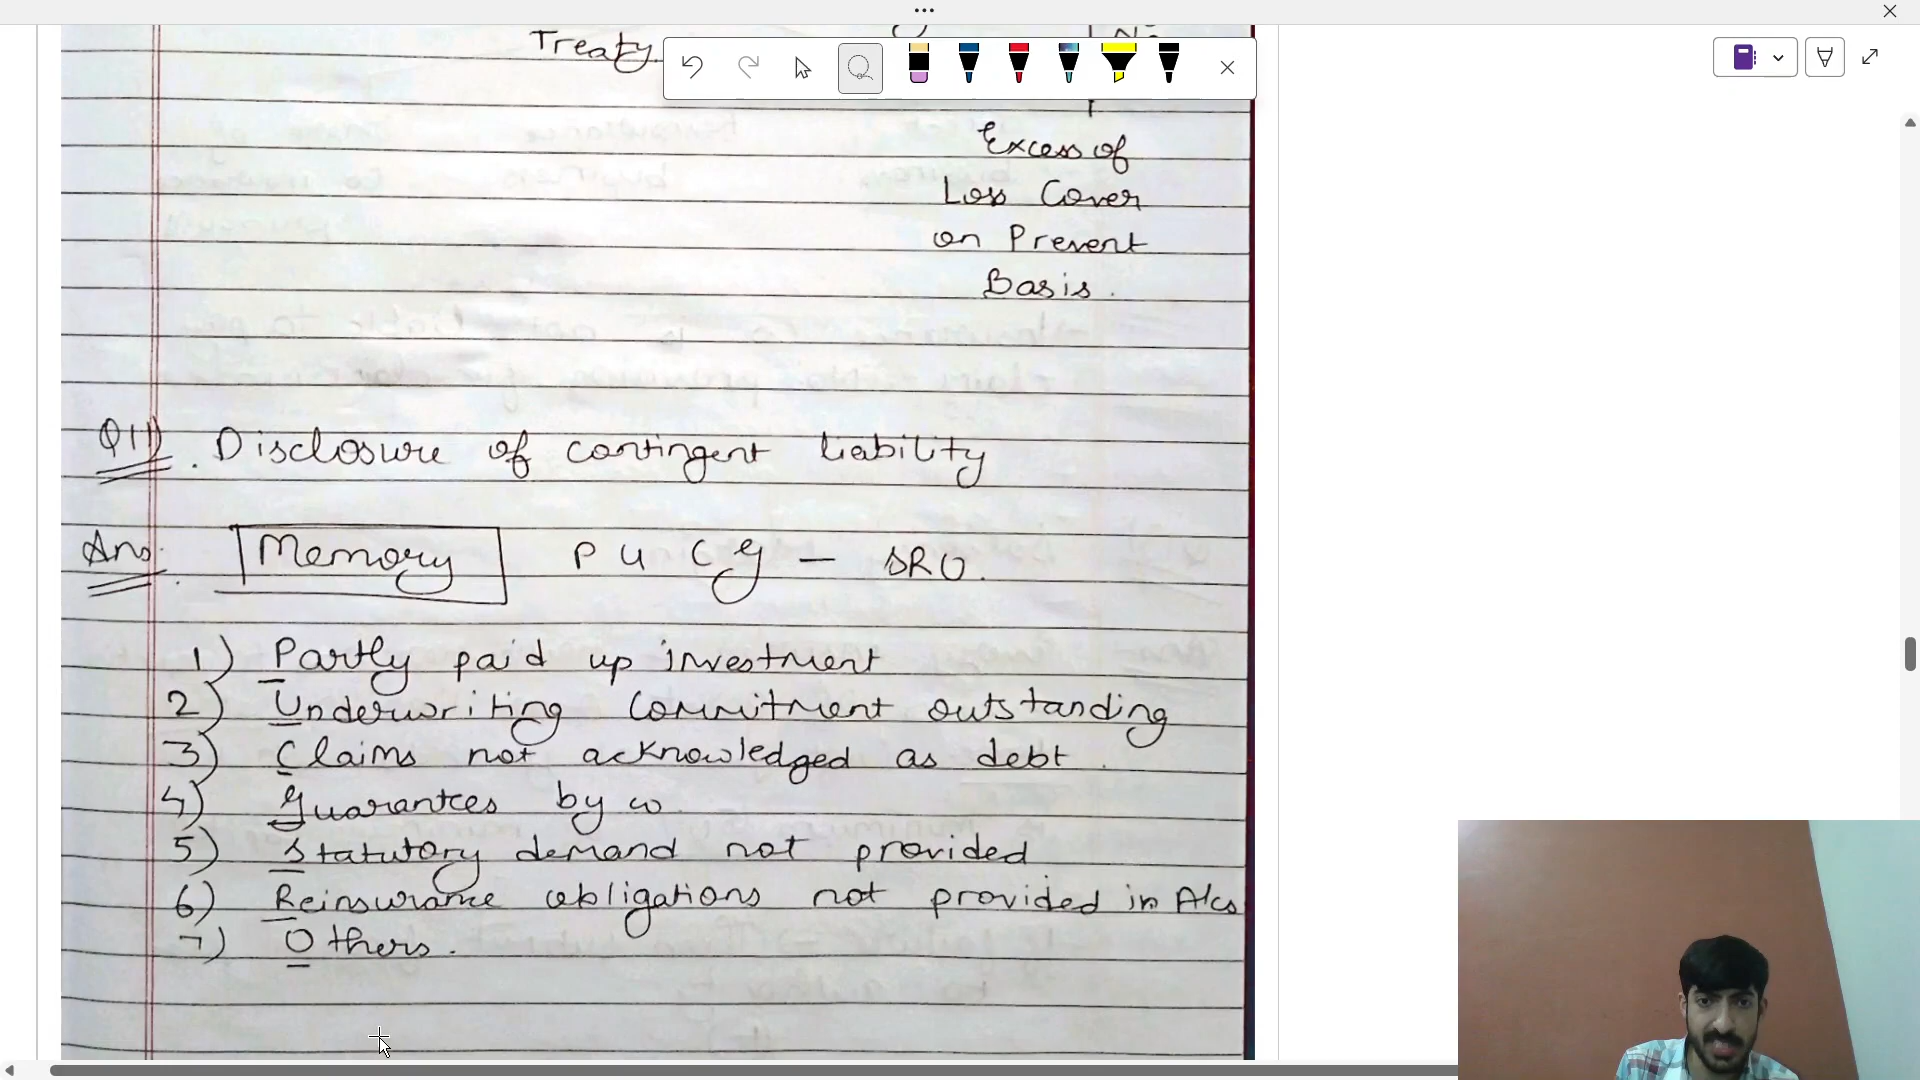 Treaty.
Excess of
Loss Cover
on Prevent
Basis.
Q11) . Disclosure of contingent liability
Ans. Memory P U C G - SRO.
1) Partly paid up investment
2) Underwriting Commitment outstanding
3) Claims not acknowledged as debt.
4) Guarantees by co
5) Statutory demand not provided
6) Reinsurance obligations not provided in A/cs
7) Others.